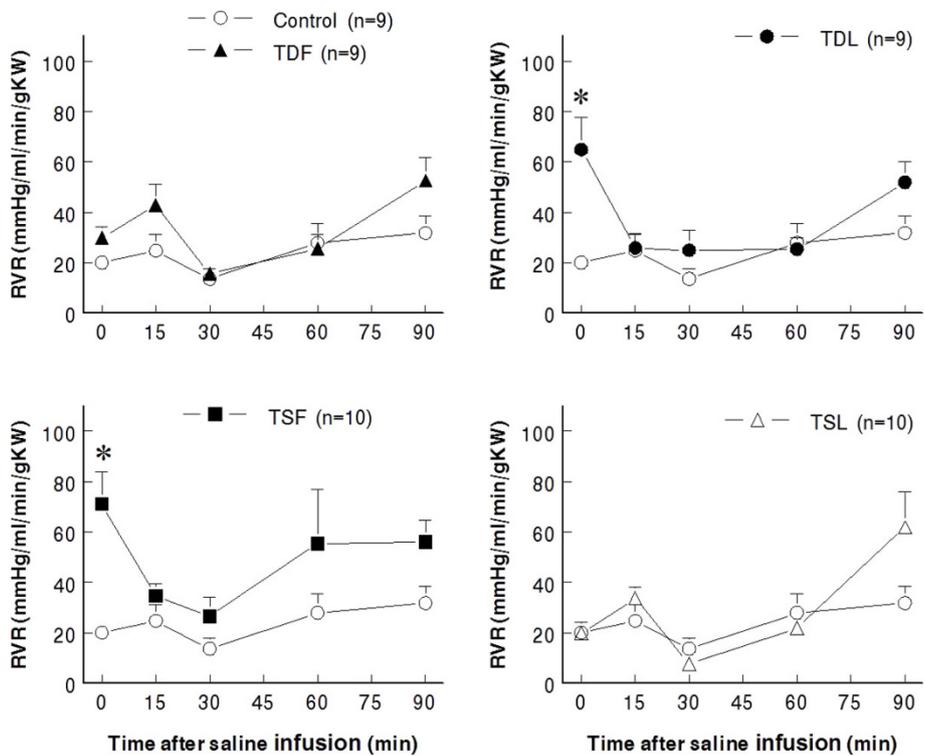 Control (n=9)
TDF (n=9)
RVR (mmHg/ml/min/gKW)
100
80
60
40
20
0
0 15 30 45 60 75 90
TDL (n=9)
RVR (mmHg/ml/min/gKW)
100
80
60
40
20
0
*
0 15 30 45 60 75 90
TSF (n=10)
RVR (mmHg/ml/min/gKW)
100
80
60
40
20
0
*
0 15 30 45 60 75 90
Time after saline infusion (min)
TSL (n=10)
RVR (mmHg/ml/min/gKW)
100
80
60
40
20
0
0 15 30 45 60 75 90
Time after saline infusion (min)